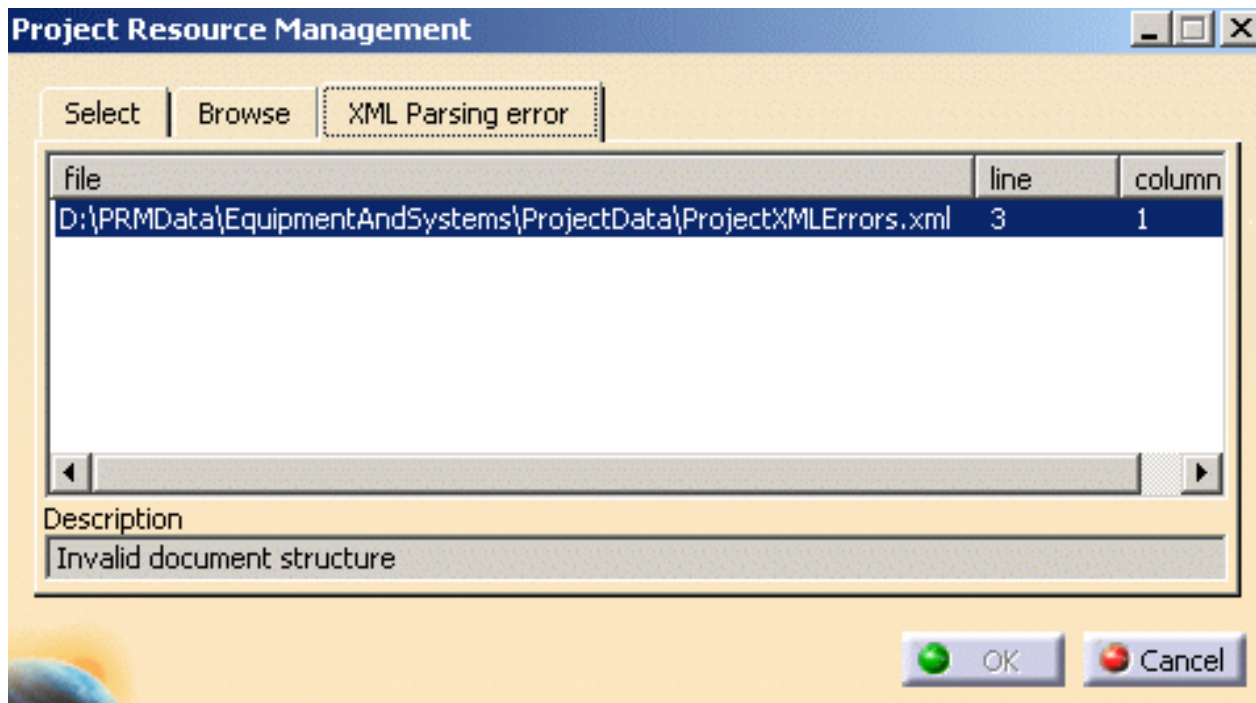 Project Resource Management
Select Browse XML Parsing error
file line column
D:\PRMData\EquipmentAndSystems\ProjectData\ProjectXMLErrors.xml 3 1
Description
Invalid document structure
OK Cancel